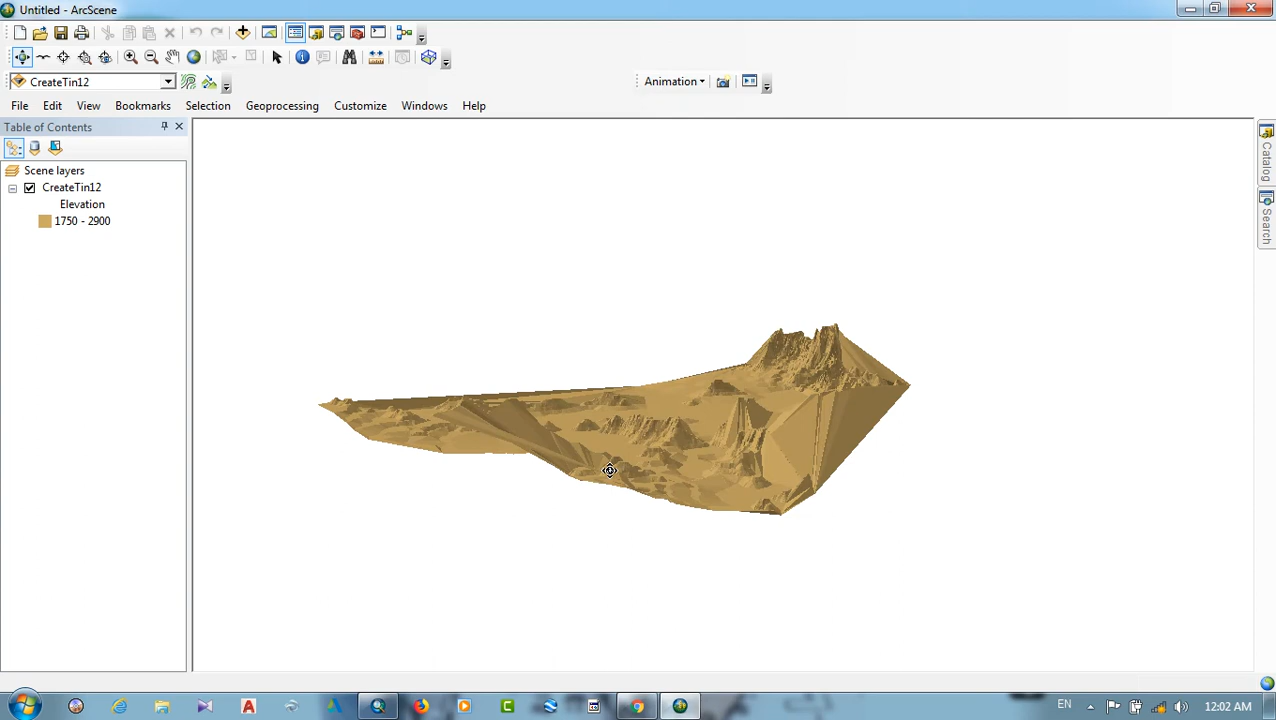 Untitled - ArcScene
CreateTin12
Animation
File Edit View Bookmarks Selection Geoprocessing Customize Windows Help
Table of Contents
Scene layers
CreateTin12
Elevation
1750 - 2900
Catalog
Search
EN
12:02 AM